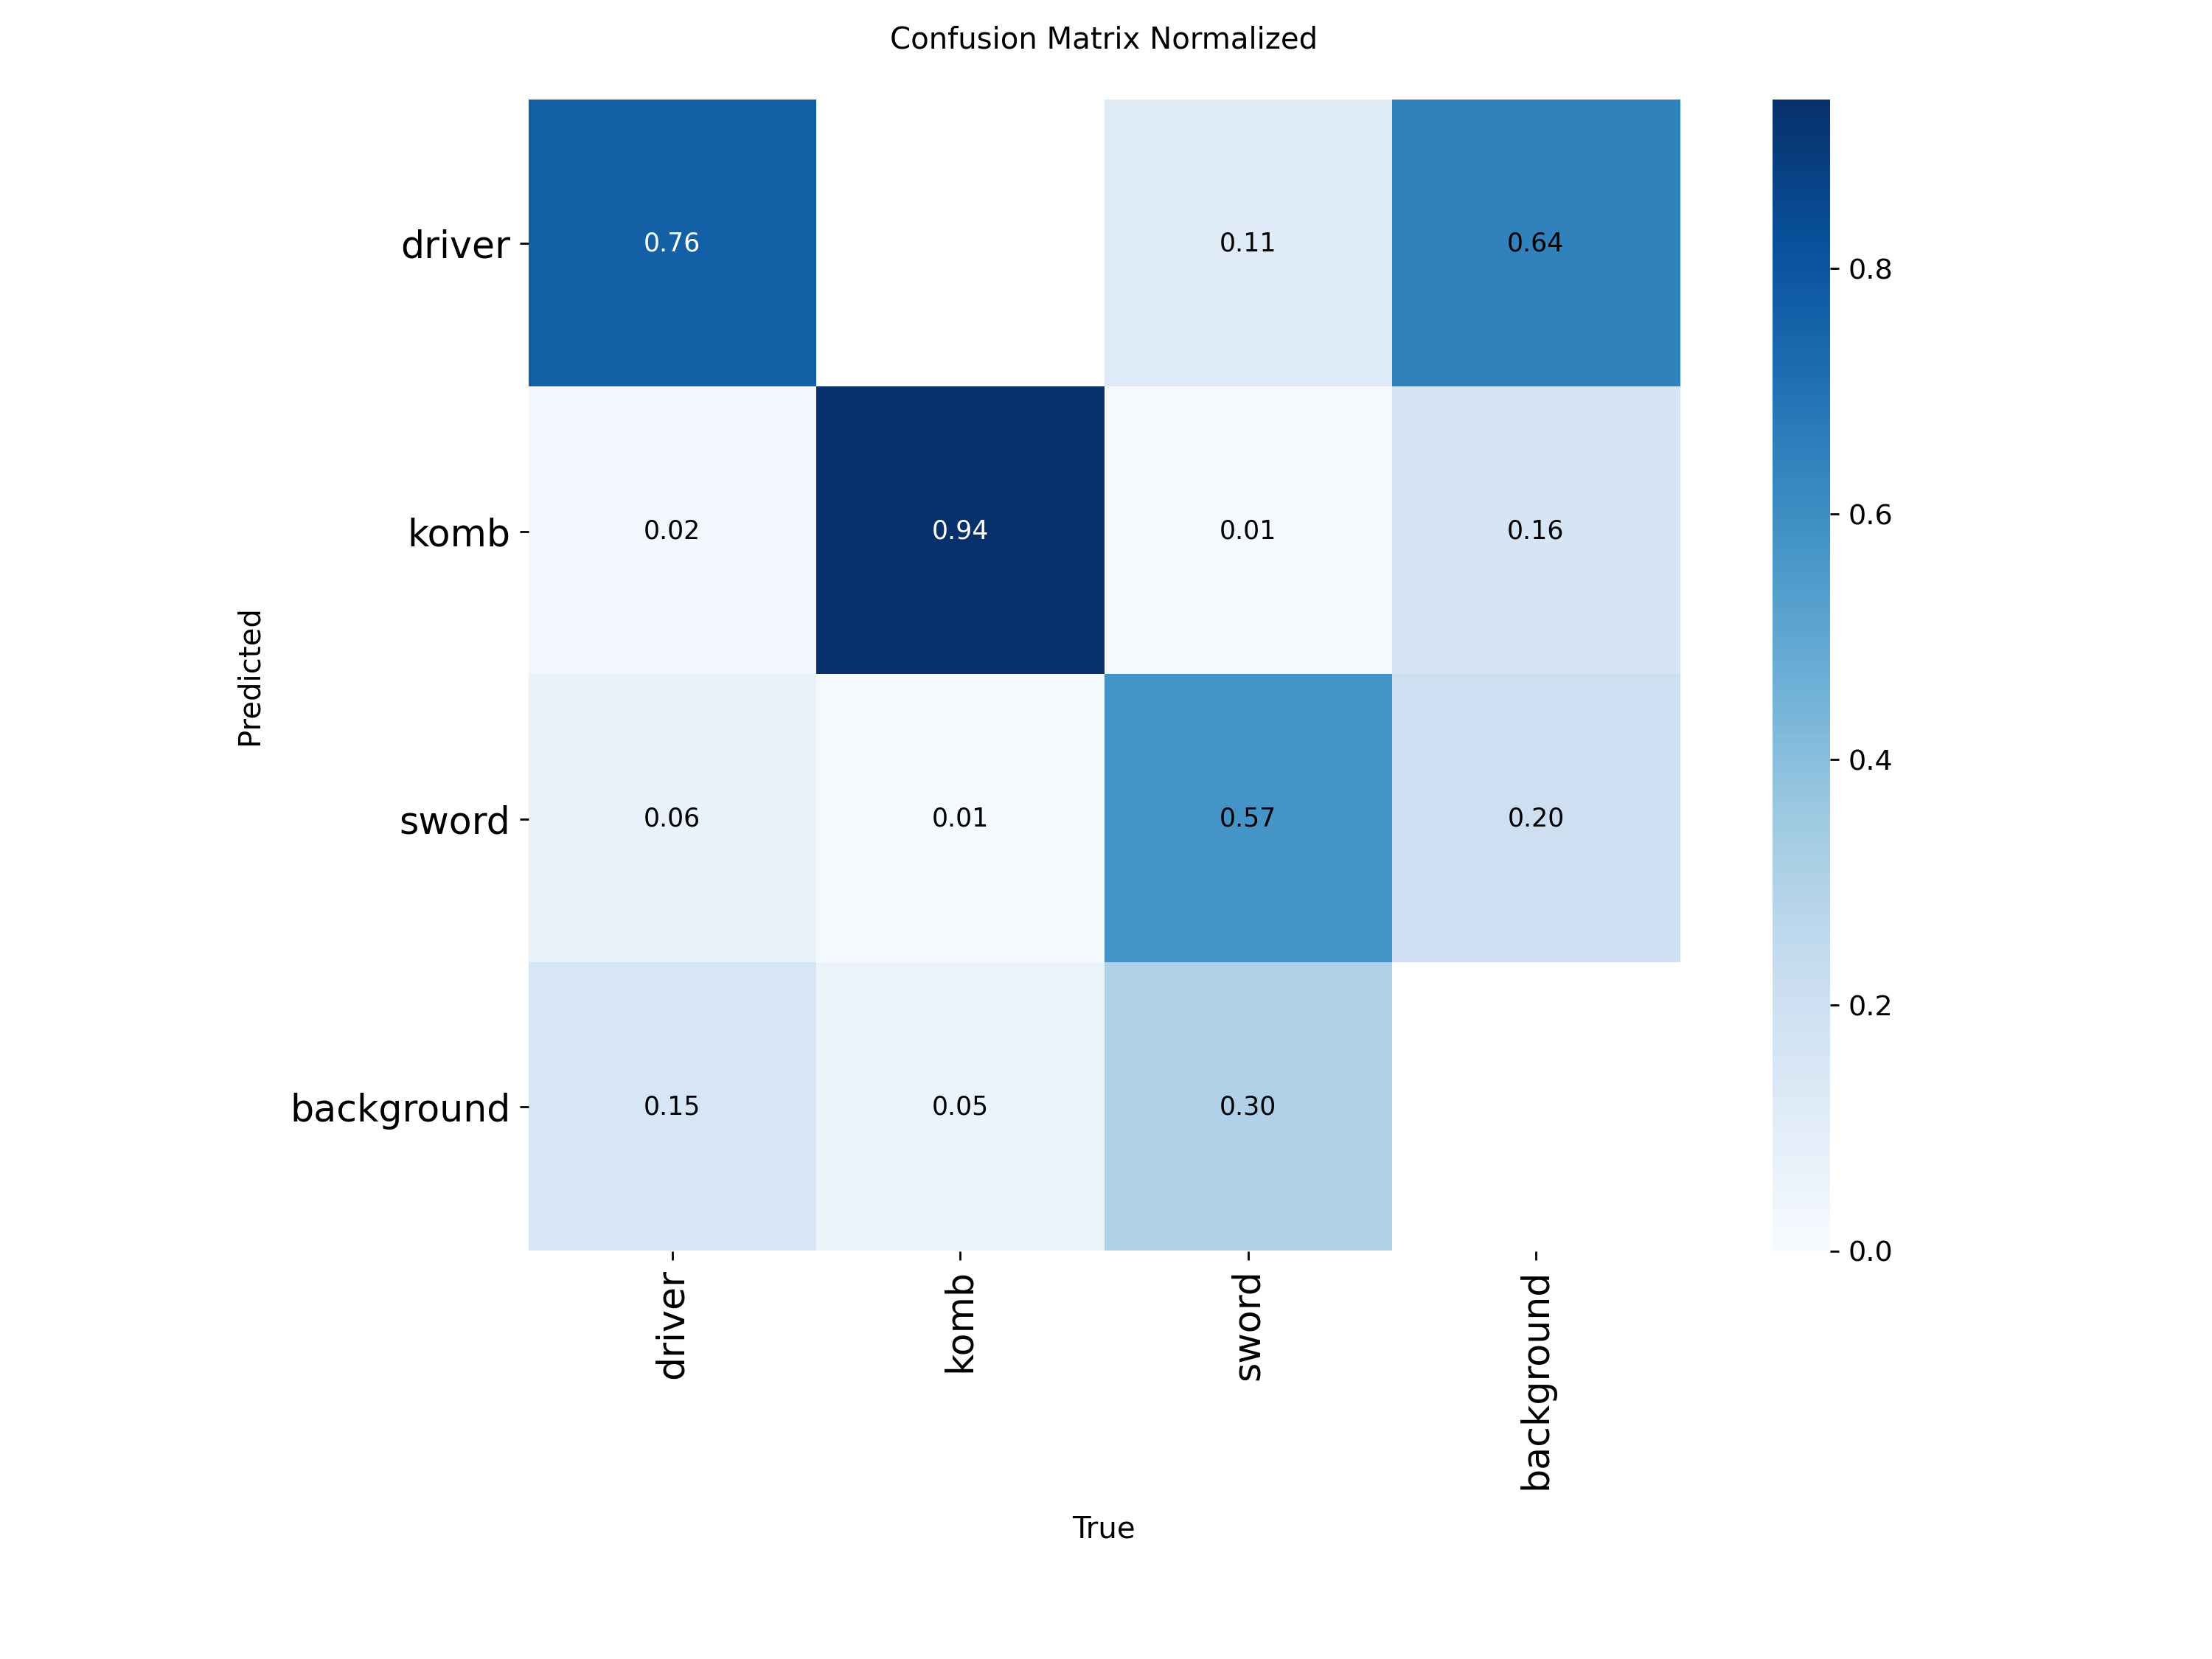 Confusion Matrix Normalized
driver
0.76
0.11
0.64
komb
0.02
0.94
0.01
0.16
sword
0.06
0.01
0.57
0.20
background
0.15
0.05
0.30
driver
komb
sword
background
Predicted
True
0.8
0.6
0.4
0.2
0.0